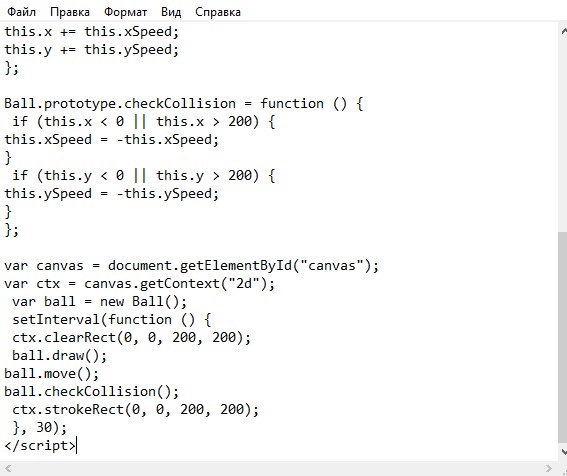 Файл Правка Формат Вид Справка
this.x += this.xSpeed;
this.y += this.ySpeed;
};

Ball.prototype.checkCollision = function () {
 if (this.x < 0 || this.x > 200) {
this.xSpeed = -this.xSpeed;
}
 if (this.y < 0 || this.y > 200) {
this.ySpeed = -this.ySpeed;
}
};

var canvas = document.getElementById("canvas");
var ctx = canvas.getContext("2d");
 var ball = new Ball();
 setInterval(function () {
 ctx.clearRect(0, 0, 200, 200);
 ball.draw();
ball.move();
ball.checkCollision();
 ctx.strokeRect(0, 0, 200, 200);
 }, 30);
</script>